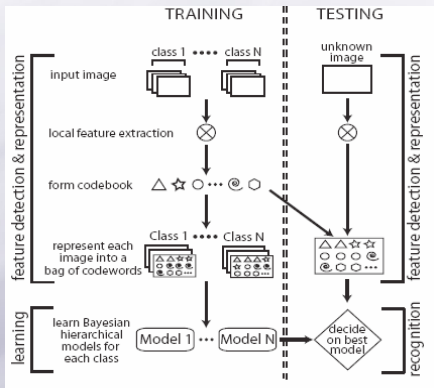 TRAINING
TESTING
class 1 •••• class N
unknown
image
input image
local feature extraction
form codebook
Class 1 •••• Class N
represent each
image into a
bag of codewords
learn Bayesian
hierarchical
models for
each class
Model 1 ••• Model N
decide
on best
model
feature detection & representation
learning
feature detection & representation
recognition